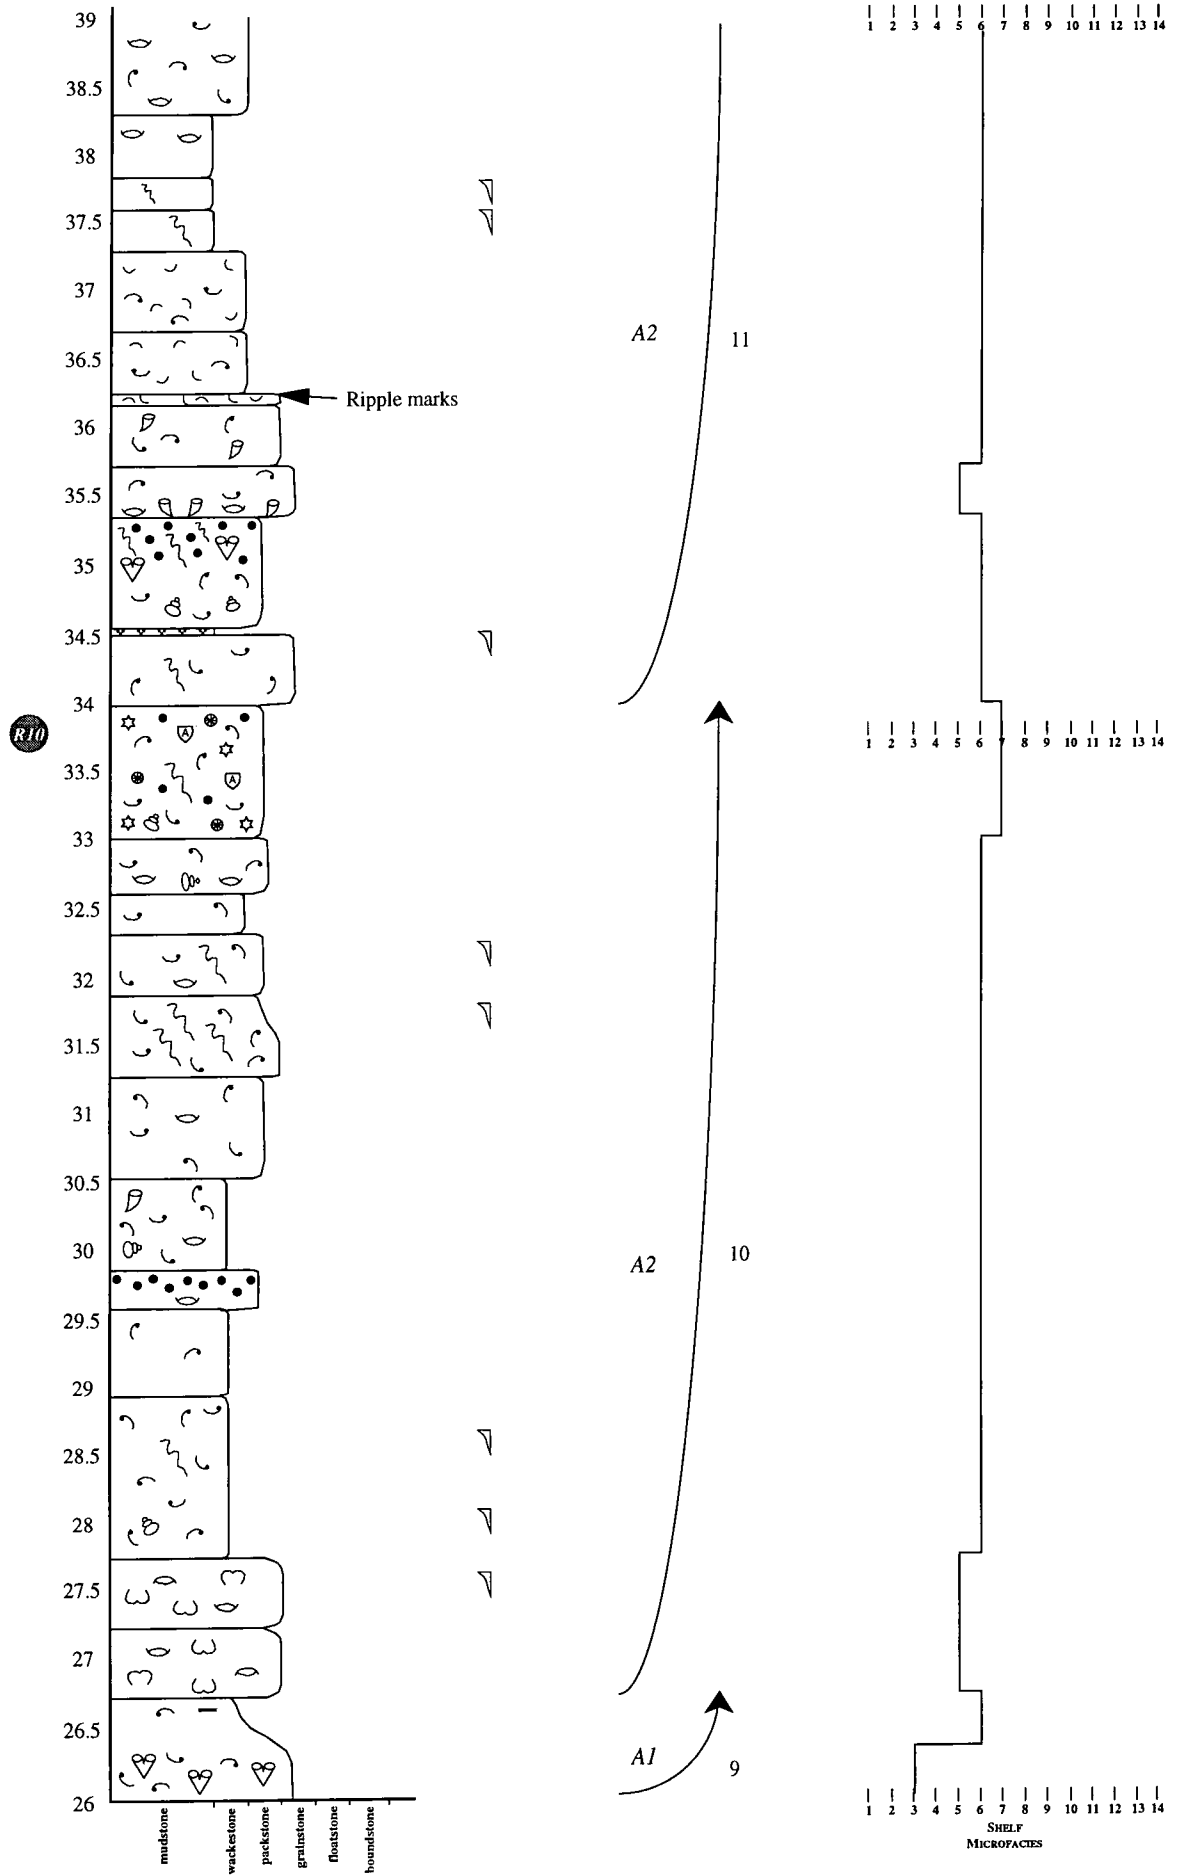 39
38.5
38
37.5
37
36.5
36
35.5
35
34.5
34
33.5
33
32.5
32
31.5
31
30.5
30
29.5
29
28.5
28
27.5
27
26.5
26
R10
A
A
mudstone
wackestone
packstone
grainstone
floatstone
boundstone
Ripple marks
A2
11
A2
10
A1
9
1 2 3 4 5 6 7 8 9 10 11 12 13 14
1 2 3 4 5 6 7 8 9 10 11 12 13 14
1 2 3 4 5 6 7 8 9 10 11 12 13 14
SHELF
MICROFACIES